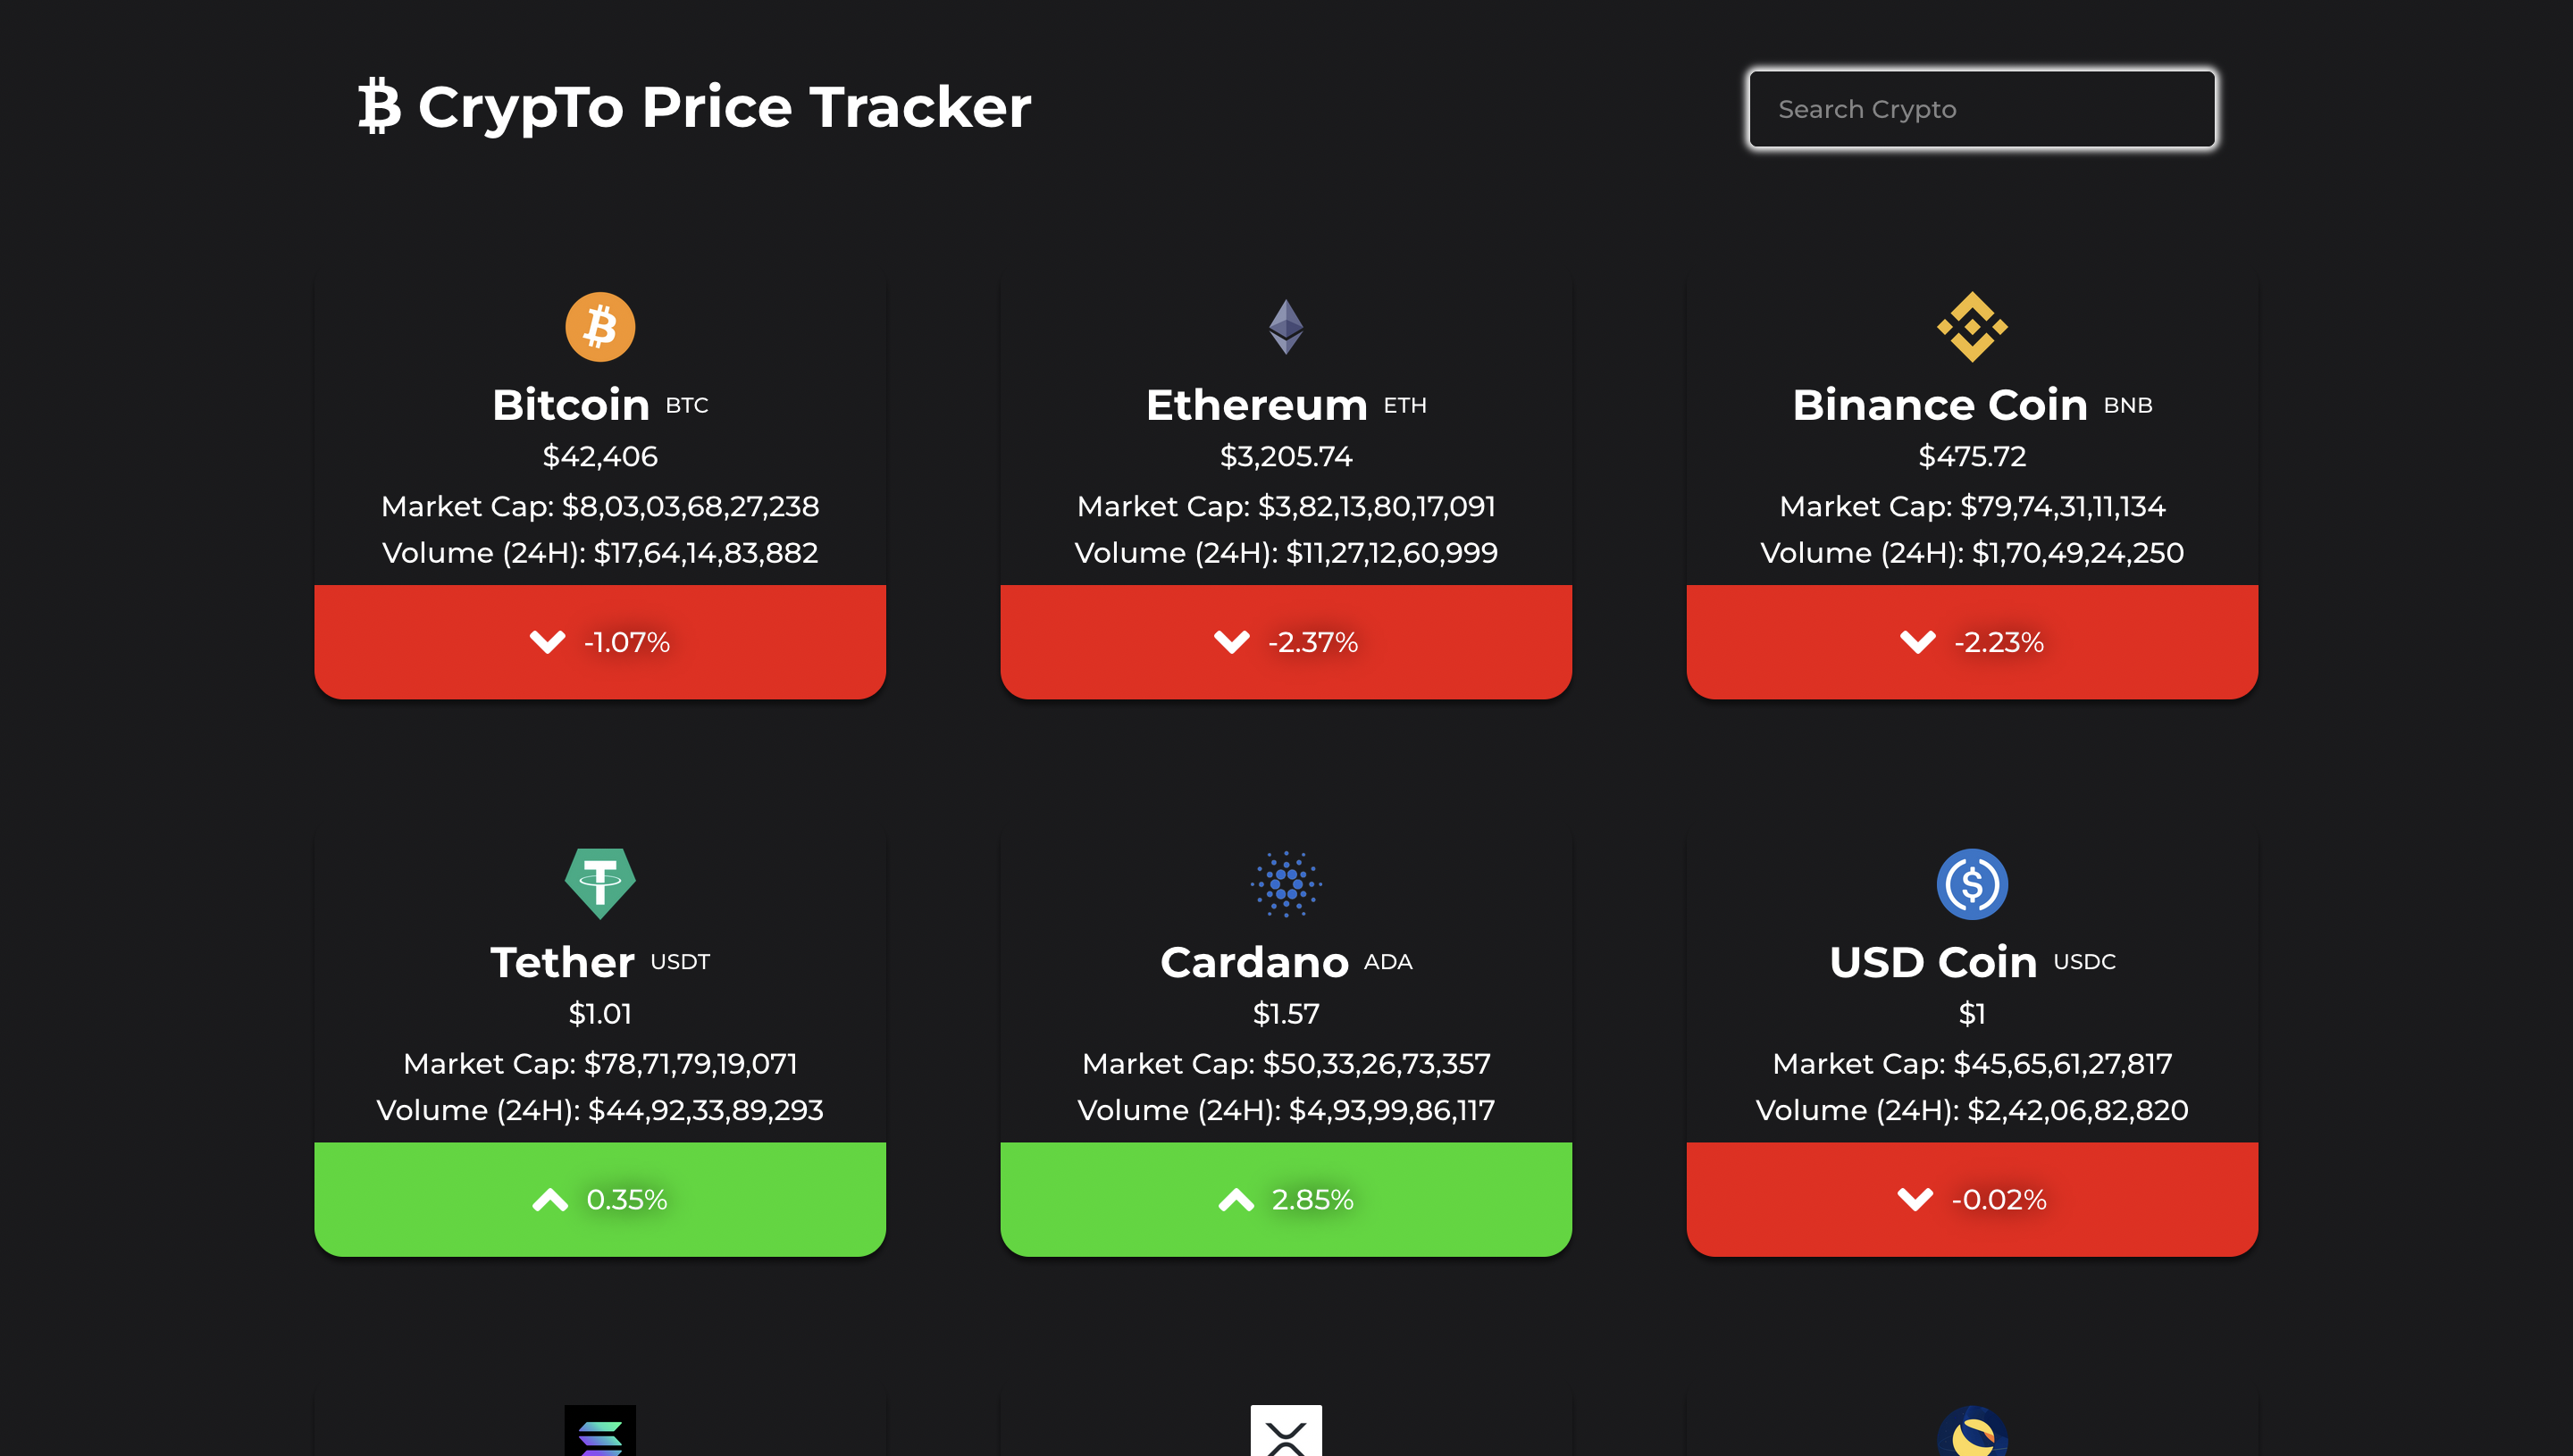 CrypTo Price Tracker
Search Crypto
Bitcoin BTC
$42,406
Market Cap: $8,03,03,68,27,238
Volume (24H): $17,64,14,83,882
-1.07%
Ethereum ETH
$3,205.74
Market Cap: $3,82,13,80,17,091
Volume (24H): $11,27,12,60,999
-2.37%
Binance Coin BNB
$475.72
Market Cap: $79,74,31,11,134
Volume (24H): $1,70,49,24,250
-2.23%
Tether USDT
$1.01
Market Cap: $78,71,79,19,071
Volume (24H): $44,92,33,89,293
0.35%
Cardano ADA
$1.57
Market Cap: $50,33,26,73,357
Volume (24H): $4,93,99,86,117
2.85%
USD Coin USDC
$1
Market Cap: $45,65,61,27,817
Volume (24H): $2,42,06,82,820
-0.02%